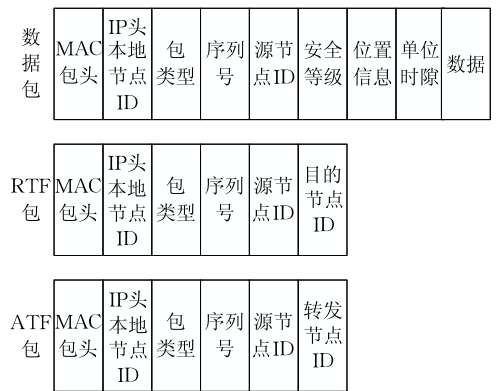 数据包
MAC包头
IP头本地节点ID
包类型
序列号
源节点ID
安全等级
位置信息
单位时隙
数据
RTF包
MAC包头
IP头本地节点ID
包类型
序列号
源节点ID
目的节点ID
ATF包
MAC包头
IP头本地节点ID
包类型
序列号
源节点ID
转发节点ID